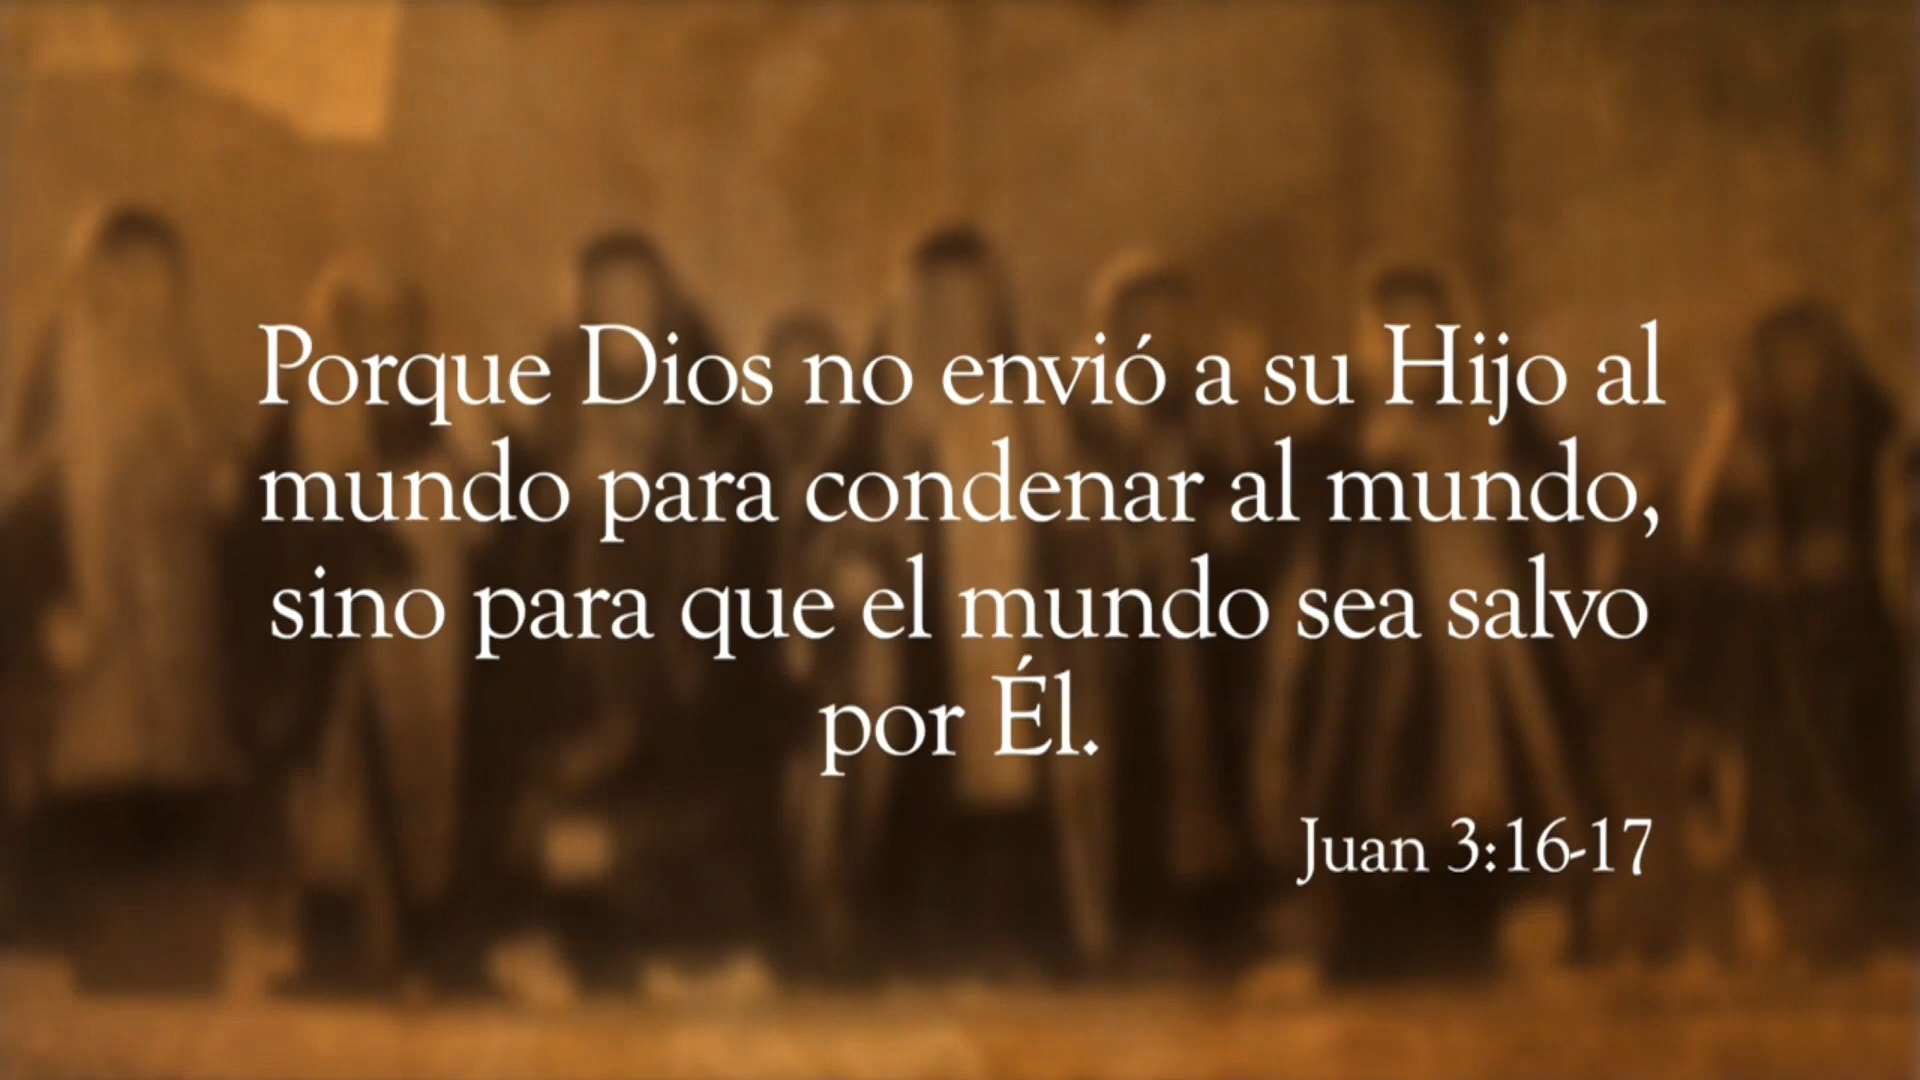 Porque Dios no envió a su Hijo al
mundo para condenar al mundo,
sino para que el mundo sea salvo
por Él.
Juan 3:16-17